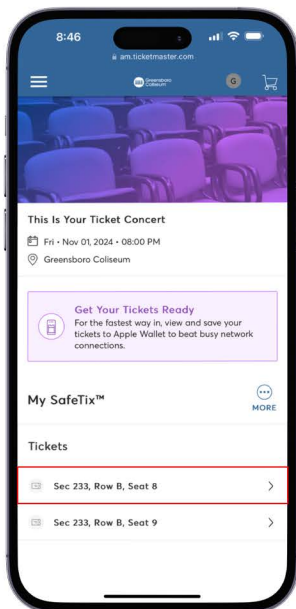 8:46
am.ticketmaster.com
Greensboro
Coliseum
G
This Is Your Ticket Concert
Fri • Nov 01, 2024 • 08:00 PM
Greensboro Coliseum
Get Your Tickets Ready
For the fastest way in, view and save your
tickets to Apple Wallet to beat busy network
connections.
My SafeTix™
MORE
Tickets
Sec 233, Row B, Seat 8
Sec 233, Row B, Seat 9